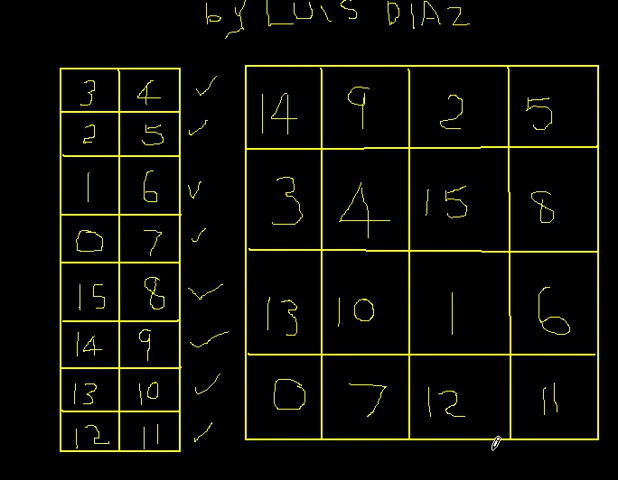 by LUIS DIAZ
3 4 ✓
2 5 ✓
1 6 ✓
0 7 ✓
15 8 ✓
14 9 ✓
13 10 ✓
12 11 ✓
14 9 2 5
3 4 15 8
13 10 1 6
0 7 12 11